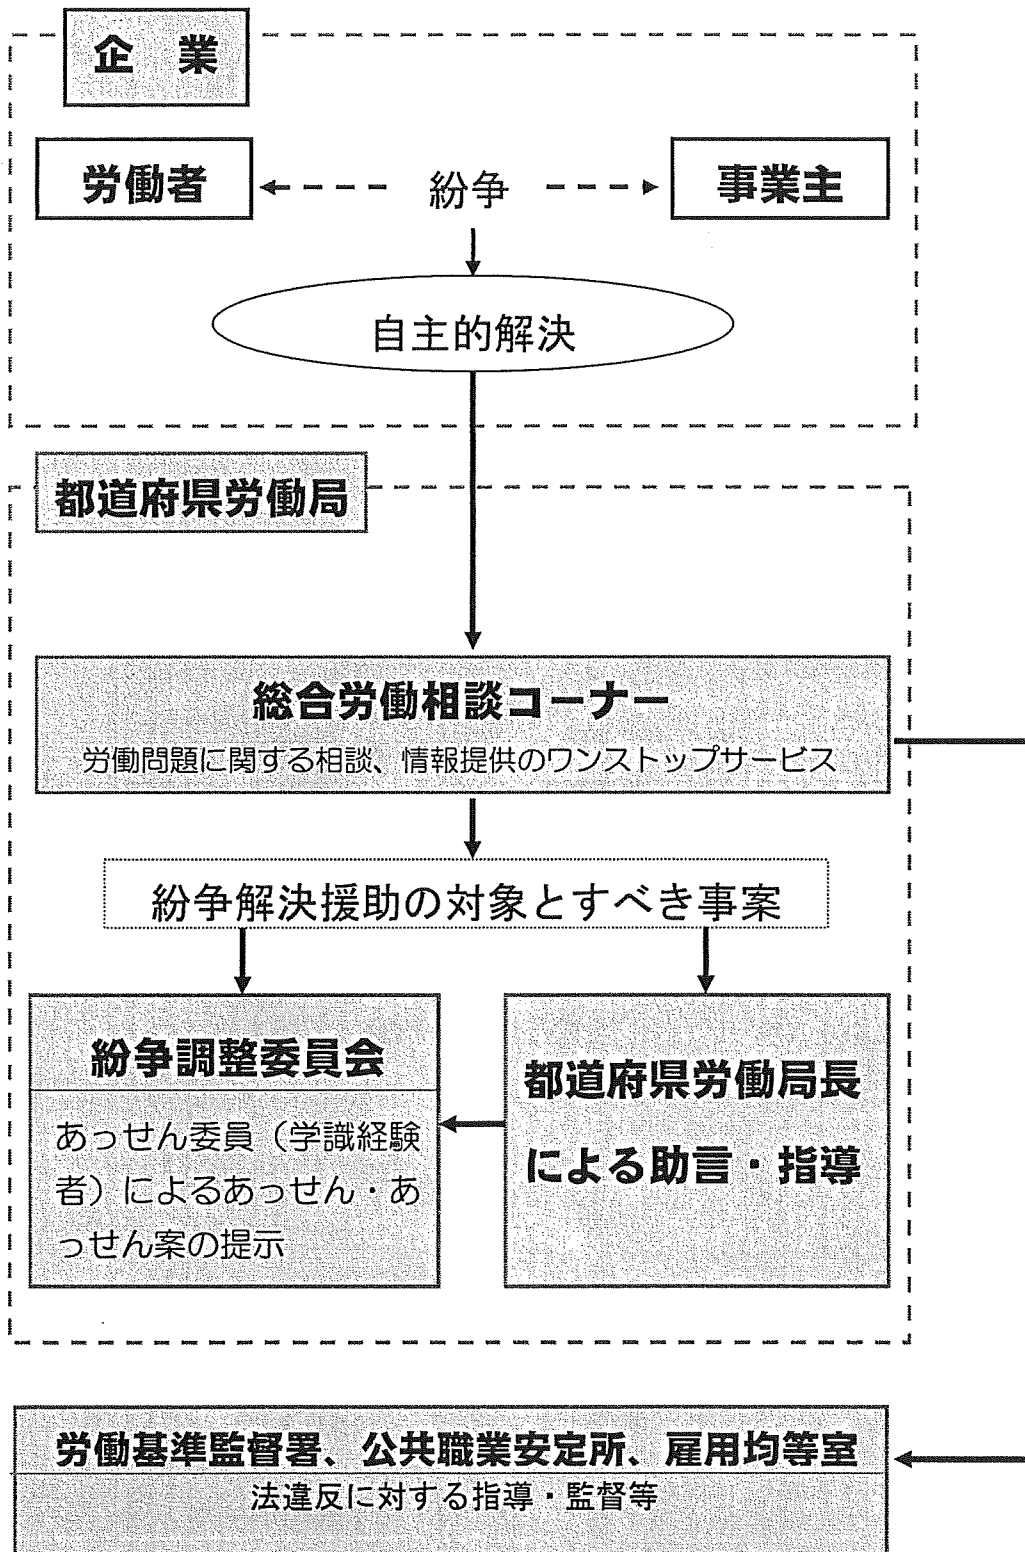 企 業
労働者
紛争
事業主
自主的解決
都道府県労働局
総合労働相談コーナー
労働問題に関する相談、情報提供のワンストップサービス
紛争解決援助の対象とすべき事案
紛争調整委員会
あっせん委員（学識経験
者）によるあっせん・あ
っせん案の提示
都道府県労働局長
による助言・指導
労働基準監督署、公共職業安定所、雇用均等室
法違反に対する指導・監督等